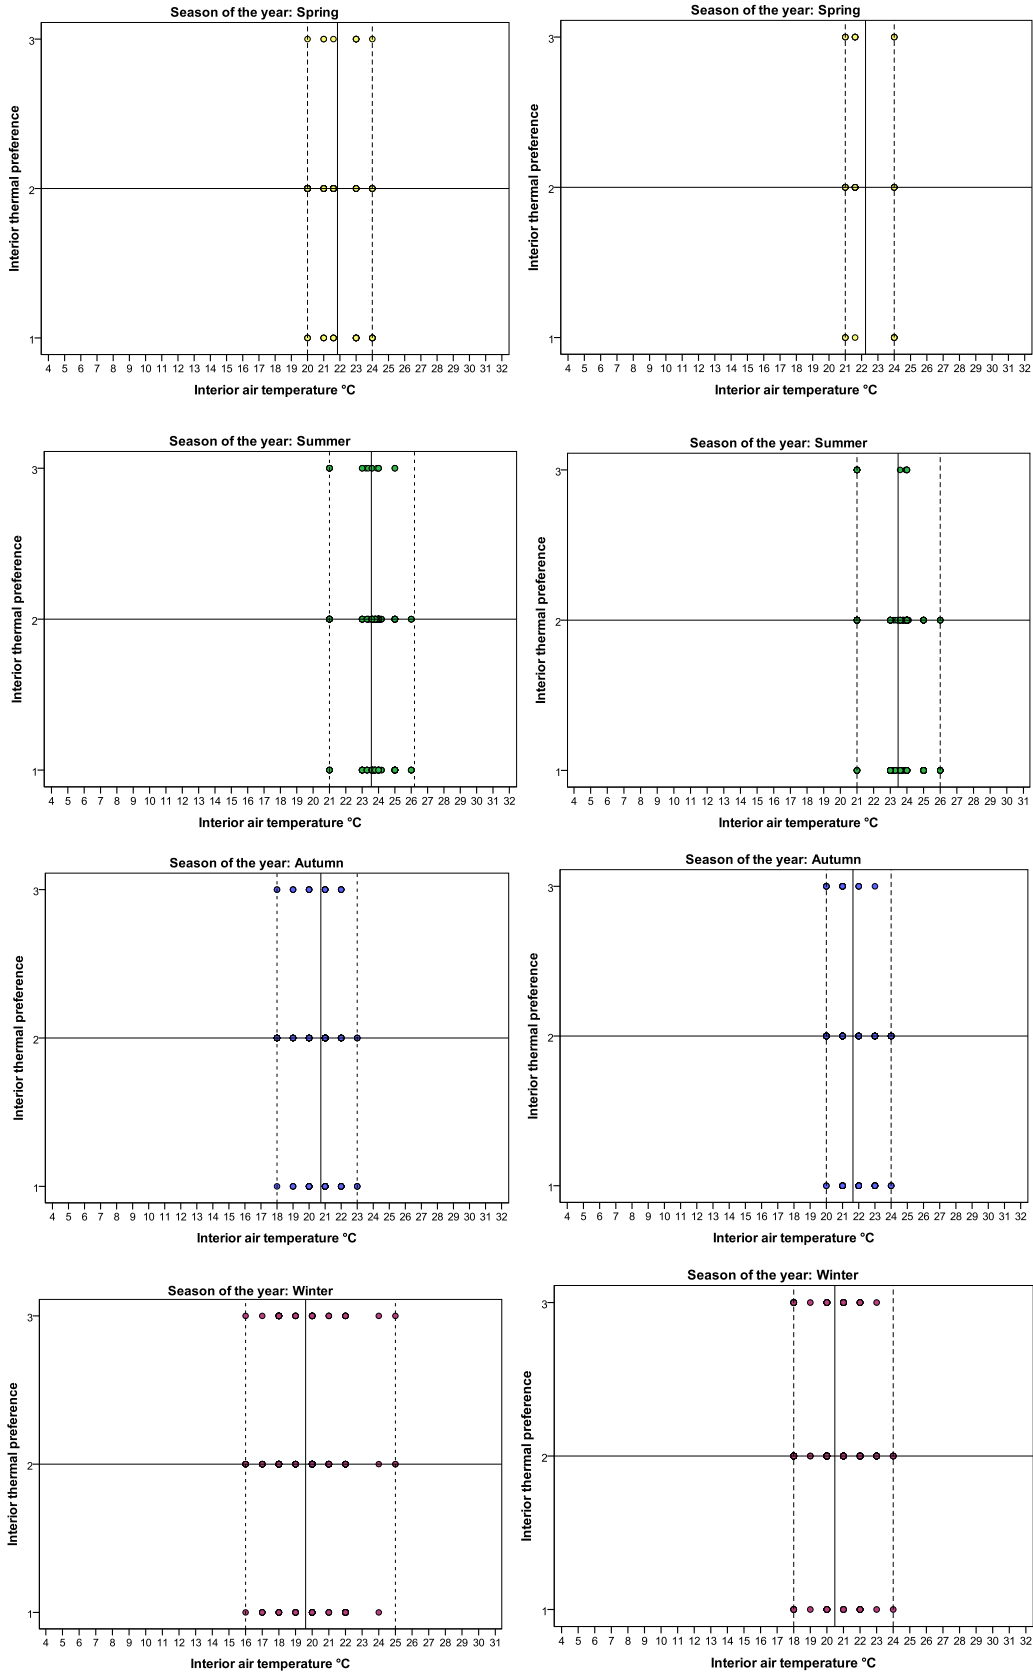 Season of the year: Spring
3
2
1
Interior thermal preference
4 5 6 7 8 9 10 11 12 13 14 15 16 17 18 19 20 21 22 23 24 25 26 27 28 29 30 31 32
Interior air temperature °C
Season of the year: Spring
3
2
1
Interior thermal preference
4 5 6 7 8 9 10 11 12 13 14 15 16 17 18 19 20 21 22 23 24 25 26 27 28 29 30 31 32
Interior air temperature °C
Season of the year: Summer
3
2
1
Interior thermal preference
4 5 6 7 8 9 10 11 12 13 14 15 16 17 18 19 20 21 22 23 24 25 26 27 28 29 30 31 32
Interior air temperature °C
Season of the year: Summer
3
2
1
Interior thermal preference
4 5 6 7 8 9 10 11 12 13 14 15 16 17 18 19 20 21 22 23 24 25 26 27 28 29 30 31
Interior air temperature °C
Season of the year: Autumn
3
2
1
Interior thermal preference
4 5 6 7 8 9 10 11 12 13 14 15 16 17 18 19 20 21 22 23 24 25 26 27 28 29 30 31 32
Interior air temperature °C
Season of the year: Autumn
3
2
1
Interior thermal preference
4 5 6 7 8 9 10 11 12 13 14 15 16 17 18 19 20 21 22 23 24 25 26 27 28 29 30 31 32
Interior air temperature °C
Season of the year: Winter
3
2
1
Interior thermal preference
4 5 6 7 8 9 10 11 12 13 14 15 16 17 18 19 20 21 22 23 24 25 26 27 28 29 30 31
Interior air temperature °C
Season of the year: Winter
3
2
1
Interior thermal preference
4 5 6 7 8 9 10 11 12 13 14 15 16 17 18 19 20 21 22 23 24 25 26 27 28 29 30 31 32
Interior air temperature °C